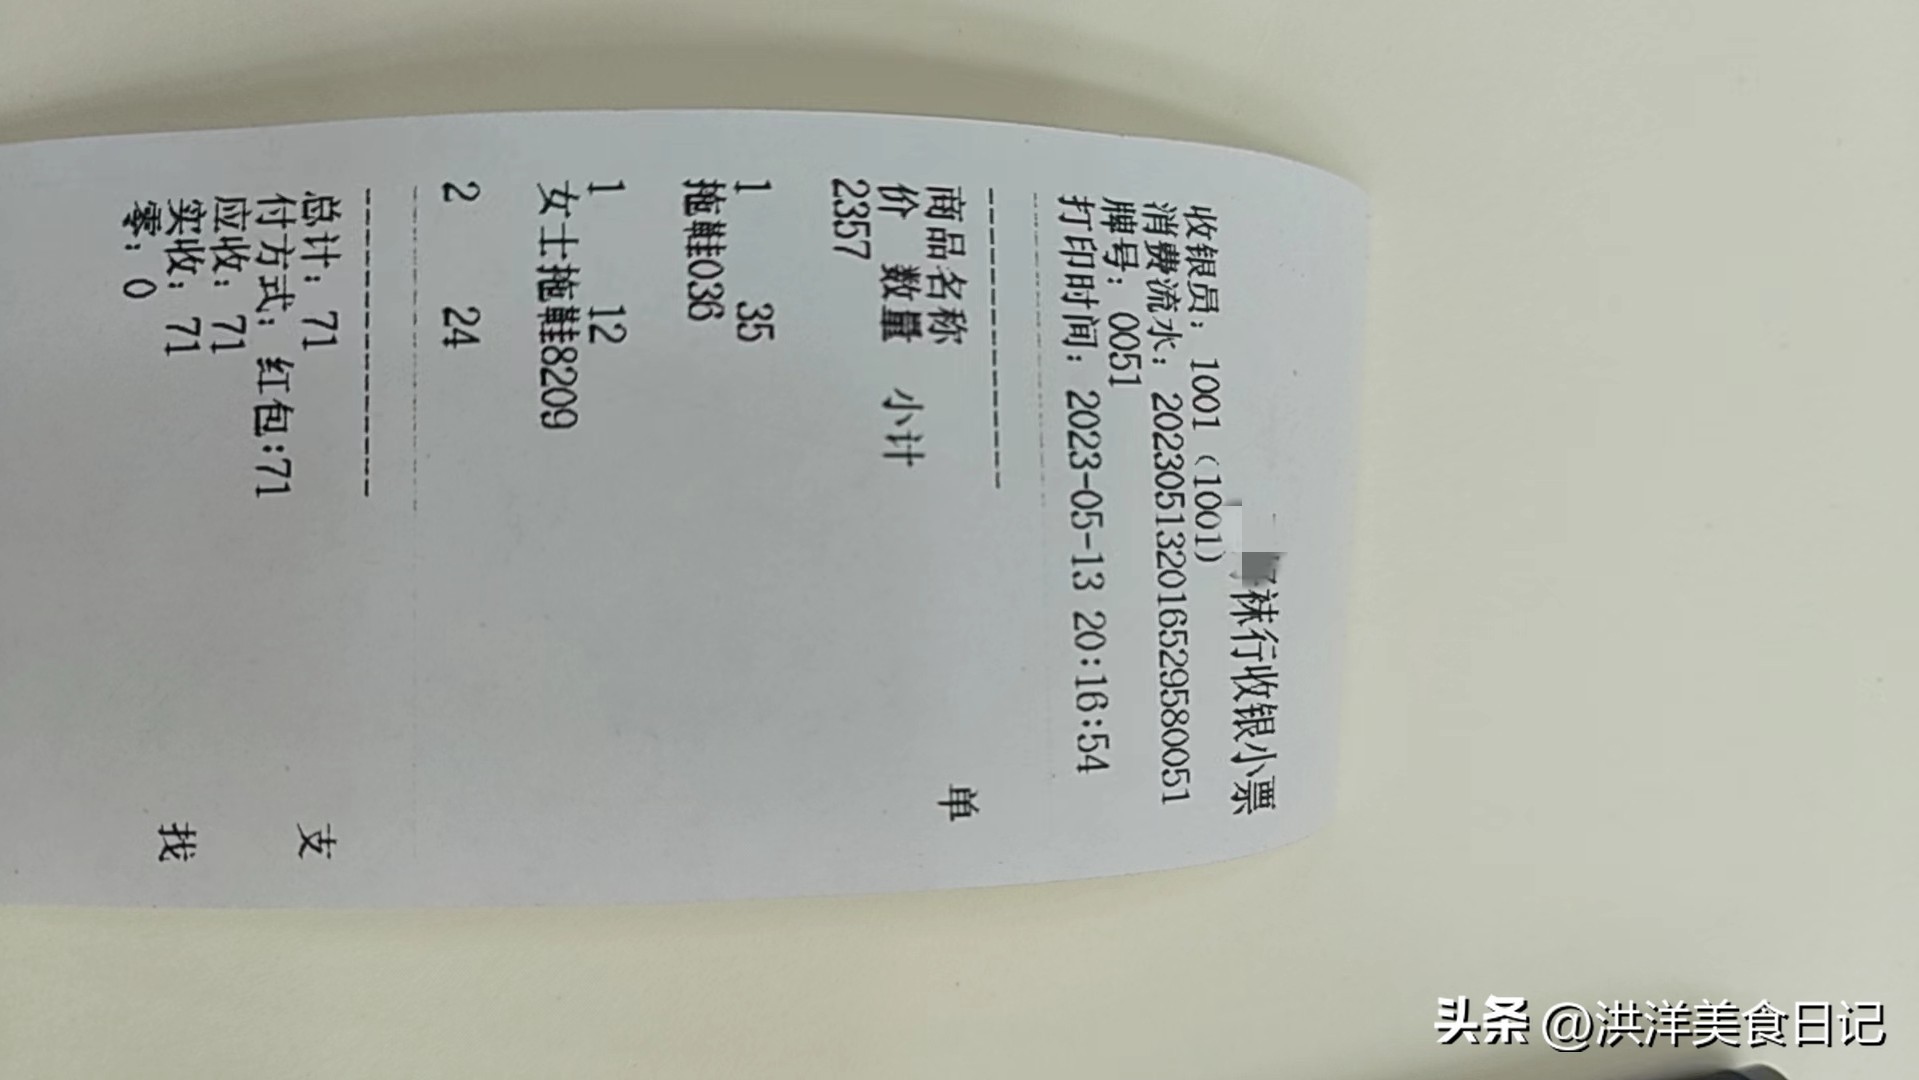 袜行收银小票
收银员：1001（1001）
消费流水：202305132016529580051
牌号：0051
打印时间：2023-05-13 20:16:54
商品名称 单
价 数量 小计
2357
1 35
拖鞋036
1 12
女士拖鞋8209
2 24
总计：71 支
付方式：红包:71
应收：71
实收：71 找
零：0
头条 @洪洋美食日记